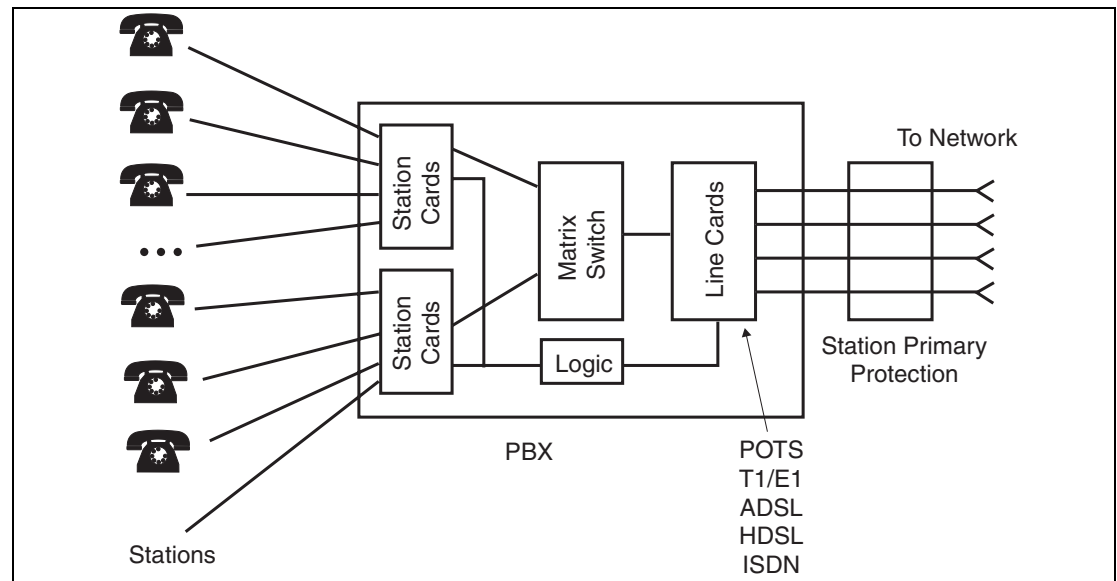 To Network
Station
Cards
Matrix
Switch
Line Cards
Station
Cards
Logic
Station Primary
Protection
PBX
POTS
T1/E1
ADSL
HDSL
ISDN
Stations